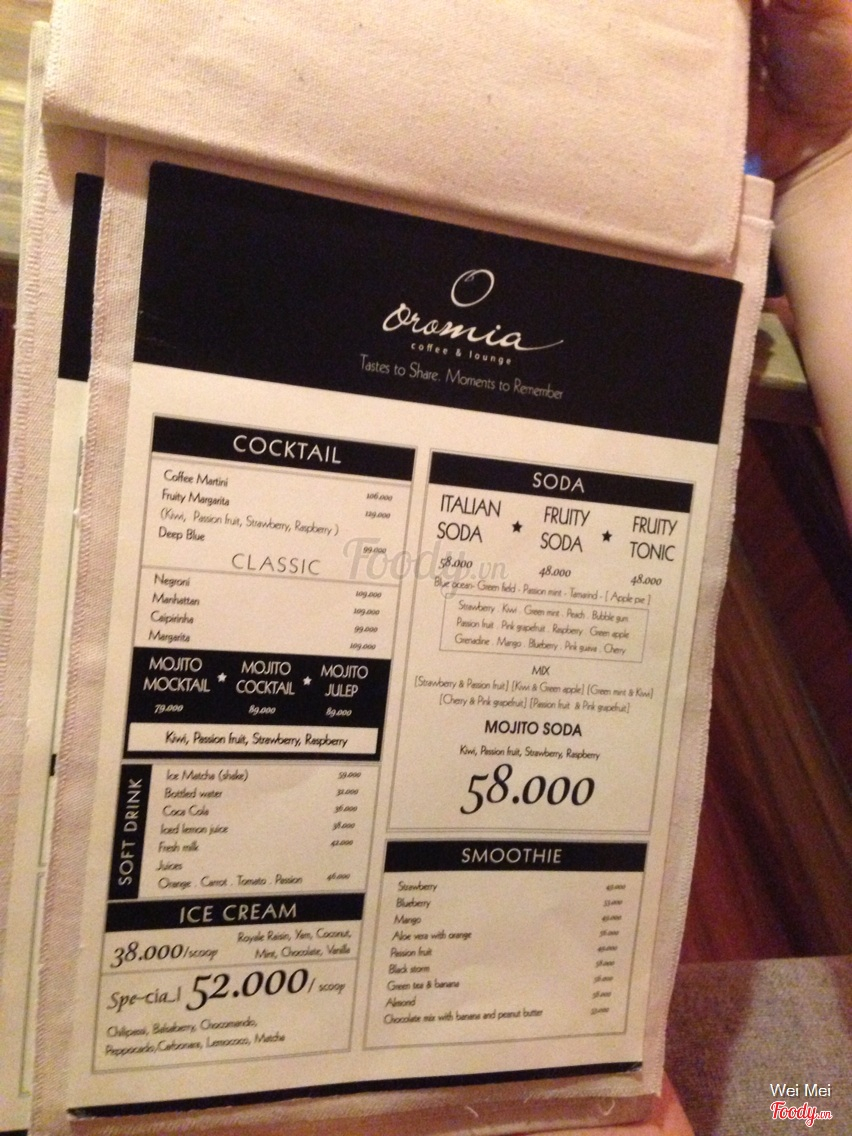 Oromia
coffee & lounge
Tastes to Share. Moments to Remember
COCKTAIL
Coffee Martini 106.000
Fruity Margarita 129.000
(Kiwi, Passion fruit, Strawberry, Raspberry)
Deep Blue 99.000
CLASSIC
Negroni 109.000
Manhattan 109.000
Caipirinha 99.000
Margarita 109.000
MOJITO MOCKTAIL ★ MOJITO COCKTAIL ★ MOJITO JULEP
79.000 89.000 89.000
Kiwi, Passion fruit, Strawberry, Raspberry
SOFT DRINK
Ice Matcha (shake) 59.000
Bottled water 32.000
Coca Cola 36.000
Iced lemon juice 38.000
Fresh milk 42.000
Juices
Orange . Carrot . Tomato . Passion 46.000
ICE CREAM
38.000/scoop
Royale Raisin, Yam, Coconut,
Mint, Chocolate, Vanilla
Spe-cia_l 52.000/ scoop
Chilipassi, Balsaberry, Chocomando,
Peppocado/Carbonara, Lemococo, Matcha
SODA
ITALIAN SODA ★ FRUITY SODA ★ FRUITY TONIC
58.000 48.000 48.000
Blue ocean- Green field - Passion mint - Tamarind - [ Apple pie ]
Strawberry . Kiwi . Green mint . Peach . Bubble gum
Passion fruit . Pink grapefruit . Raspberry . Green apple
Grenadine . Mango . Blueberry . Pink guava . Cherry
MIX
[Strawberry & Passion fruit] [Kiwi & Green apple] [Green mint & Kiwi]
[Cherry & Pink grapefruit] [Passion fruit & Pink grapefruit]
MOJITO SODA
Kiwi, Passion fruit, Strawberry, Raspberry
58.000
SMOOTHIE
Strawberry
Blueberry
Mango
Aloe vera with orange
Passion fruit
Black storm
Green tea & banana
Almond
Chocolate mix with banana and peanut butter
Foody.vn
Wei Mei
Foody.vn